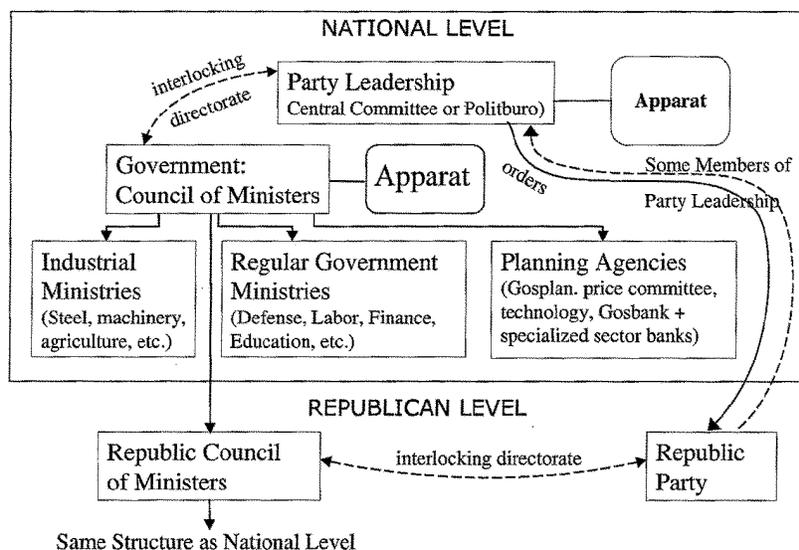 NATIONAL LEVEL
interlocking
directorate
Party Leadership
Central Committee or Politburo)
Apparat
Government:
Council of Ministers
Apparat
orders
Some Members of
Party Leadership
Industrial
Ministries
(Steel, machinery,
agriculture, etc.)
Regular Government
Ministries
(Defense, Labor, Finance,
Education, etc.)
Planning Agencies
(Gosplan. price committee,
technology, Gosbank +
specialized sector banks)
REPUBLICAN LEVEL
Republic Council
of Ministers
interlocking directorate
Republic
Party
Same Structure as National Level